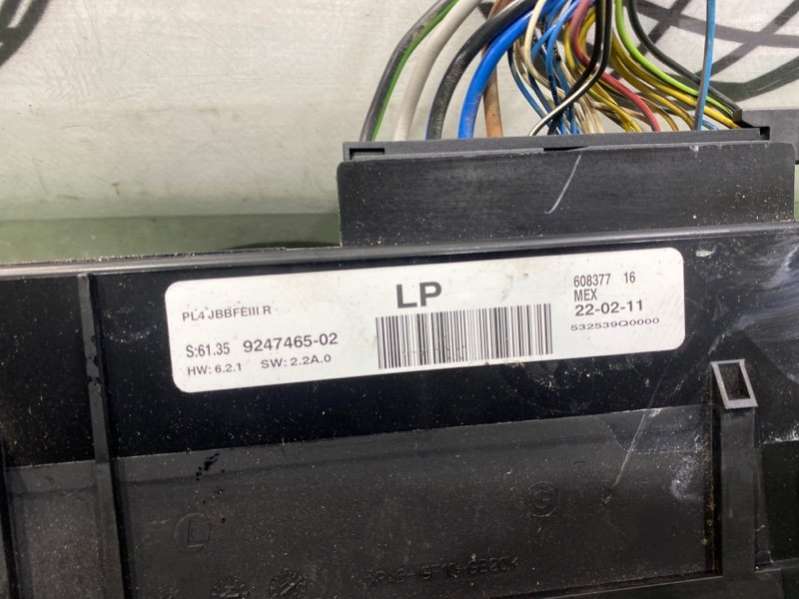 LP
PL4 JBBFEIII R
S:61.35 9247465-02
HW: 6.2.1 SW: 2.2A.0
608377 16
MEX
22-02-11
532539Q0000
L
G